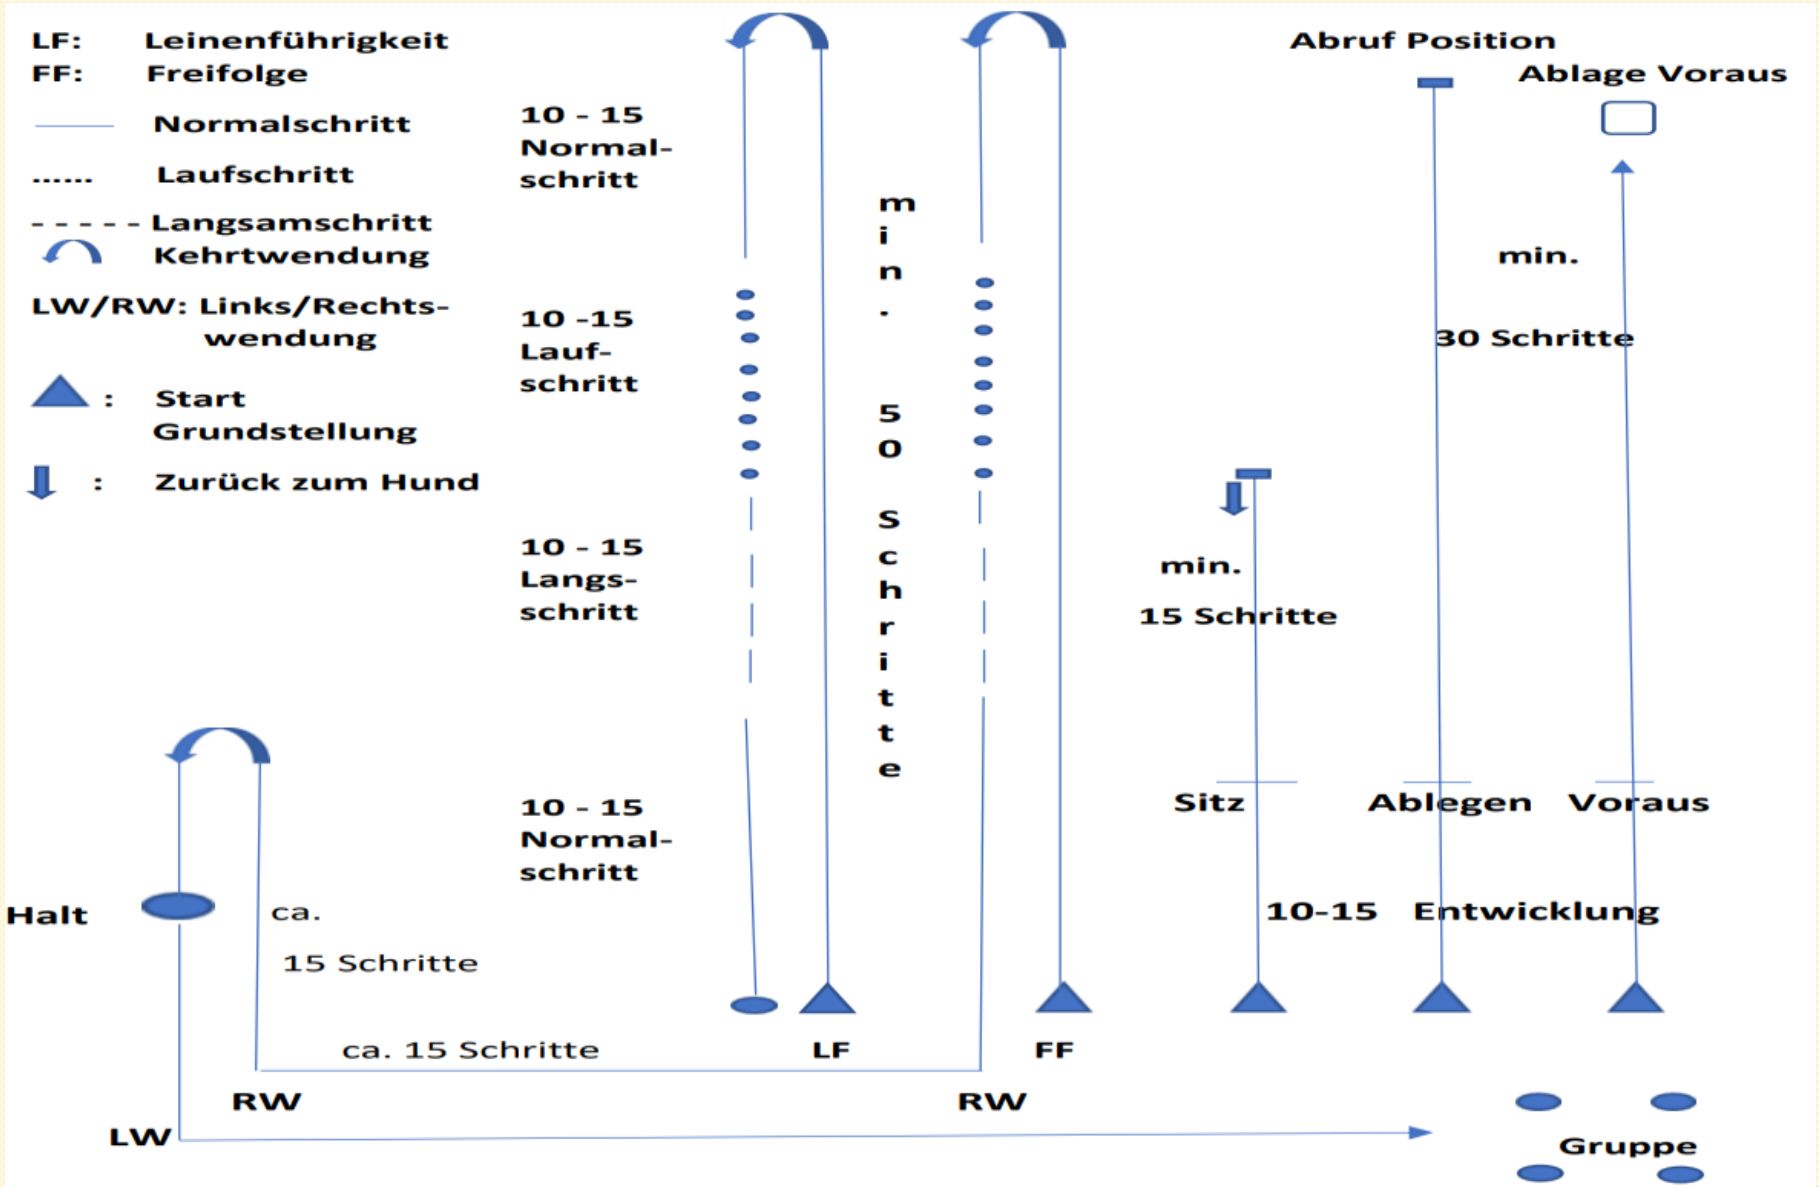 LF: Leinenführigkeit
FF: Freifolge
Normalschritt
...... Laufschritt
- - - - - Langsamschritt
Kehrtwendung
LW/RW: Links/Rechts-
wendung
: Start
Grundstellung
: Zurück zum Hund
10 - 15
Normal-
schritt
10 -15
Lauf-
schritt
10 - 15
Langs-
schritt
10 - 15
Normal-
schritt
min. 50 Schritte
Abruf Position
Ablage Voraus
min.
30 Schritte
min.
15 Schritte
Sitz Ablegen Voraus
10-15 Entwicklung
Halt
ca.
15 Schritte
ca. 15 Schritte
LF
FF
RW
RW
LW
Gruppe